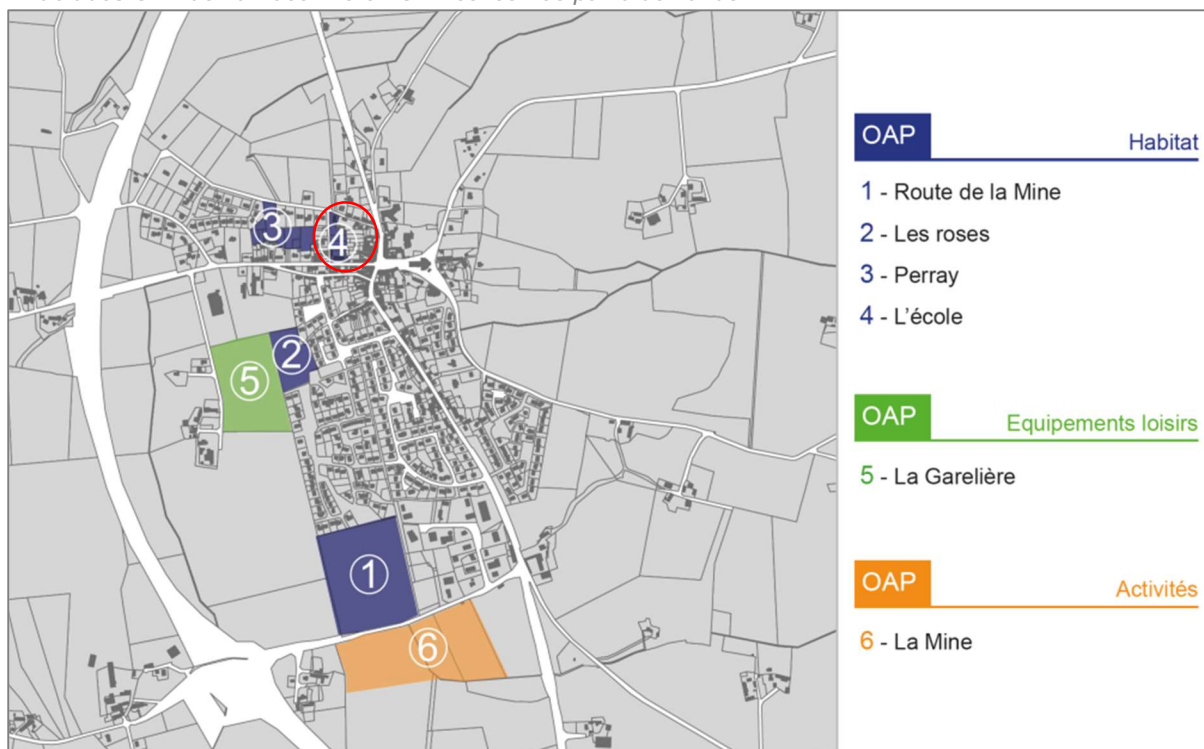 3
4
2
5
1
6
OAP Habitat
1 - Route de la Mine
2 - Les roses
3 - Perray
4 - L'école
OAP Equipements loisirs
5 - La Garelière
OAP Activités
6 - La Mine